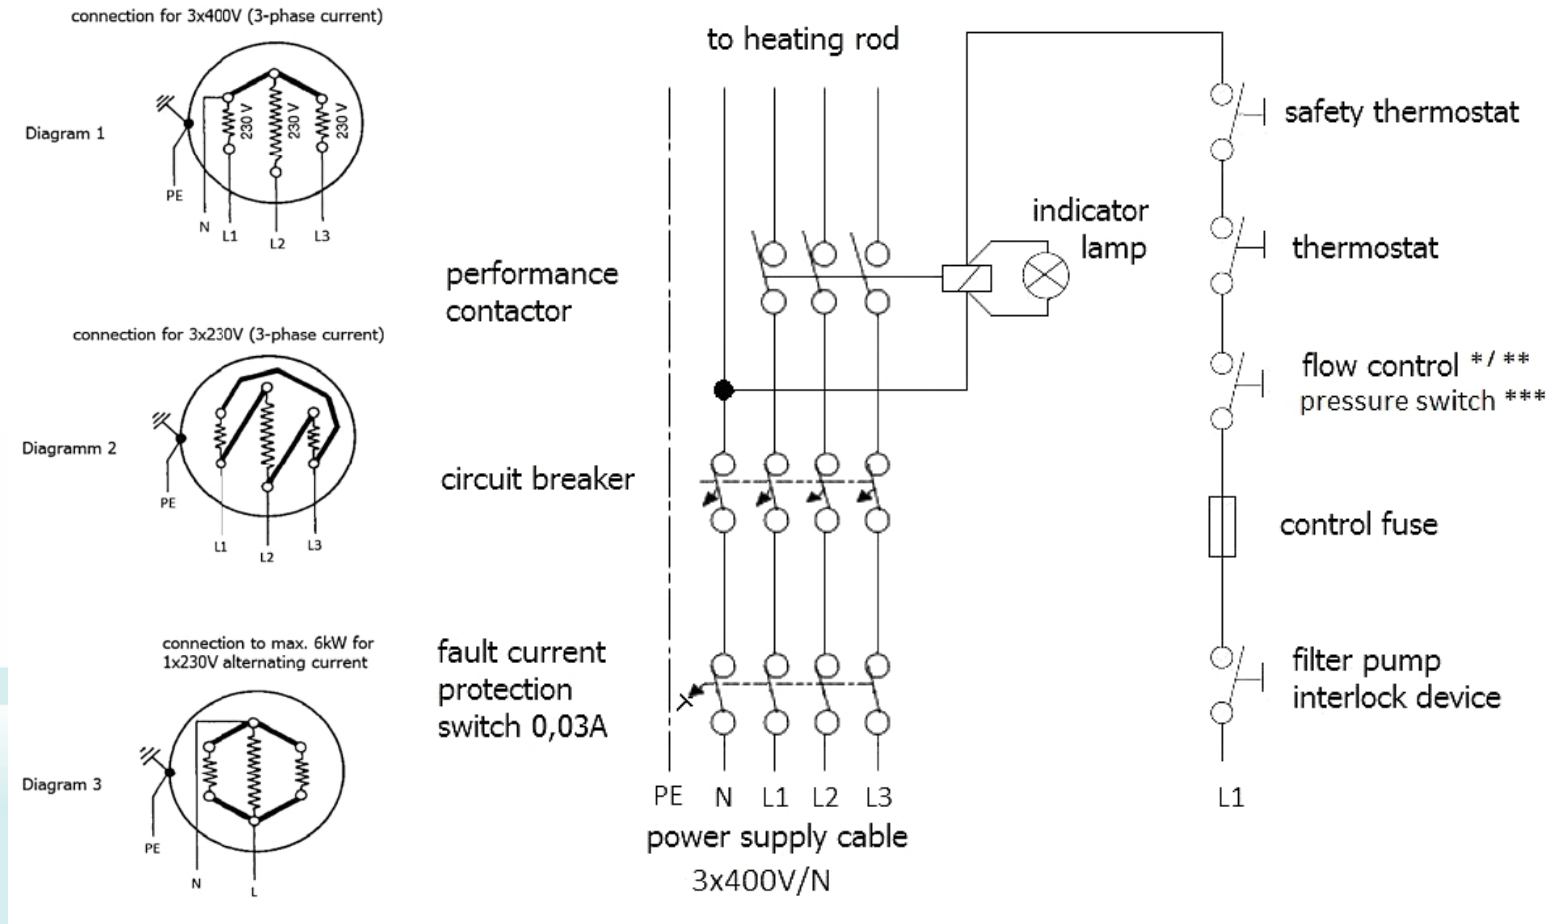 connection for 3x400V (3-phase current)
230 V
230 V
230 V
Diagram 1
PE
N
L1
L2
L3
connection for 3x230V (3-phase current)
Diagramm 2
PE
L1
L2
L3
connection to max. 6kW for
1x230V alternating current
Diagram 3
PE
N
L
to heating rod
performance
contactor
indicator
lamp
circuit breaker
fault current
protection
switch 0,03A
PE N L1 L2 L3
power supply cable
3x400V/N
safety thermostat
thermostat
flow control */ **
pressure switch ***
control fuse
filter pump
interlock device
L1